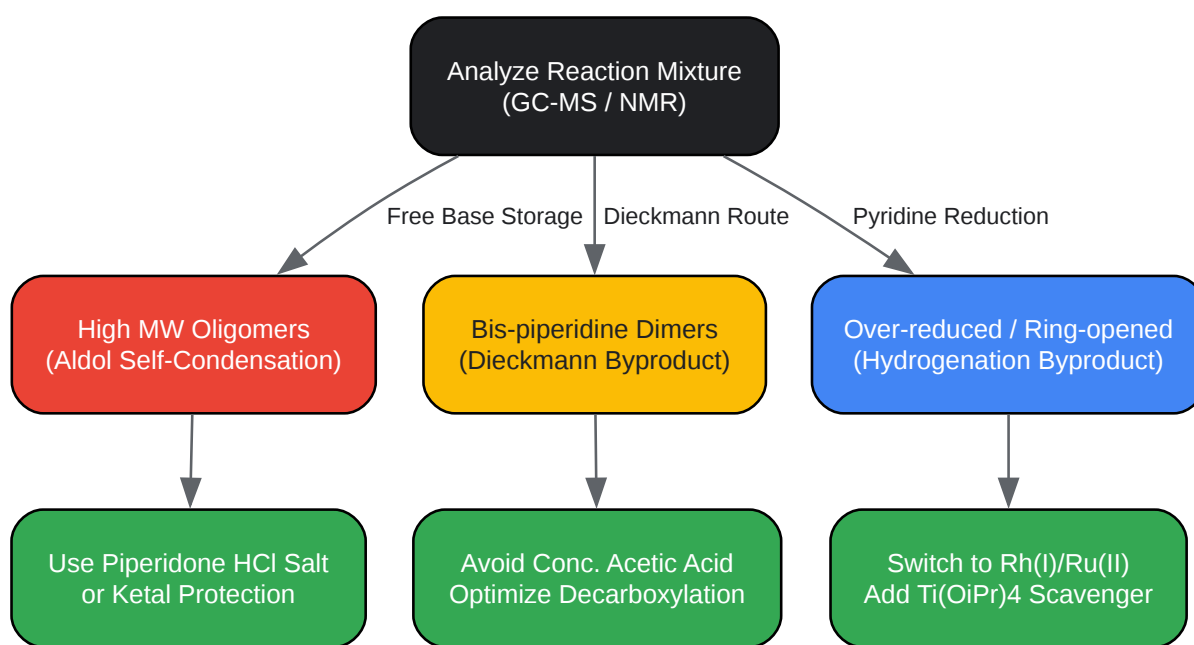 Analyze Reaction Mixture
(GC-MS / NMR)
Free Base Storage
Dieckmann Route
Pyridine Reduction
High MW Oligomers
(Aldol Self-Condensation)
Bis-piperidine Dimers
(Dieckmann Byproduct)
Over-reduced / Ring-opened
(Hydrogenation Byproduct)
Use Piperidone HCl Salt
or Ketal Protection
Avoid Conc. Acetic Acid
Optimize Decarboxylation
Switch to Rh(I)/Ru(II)
Add Ti(OiPr)4 Scavenger